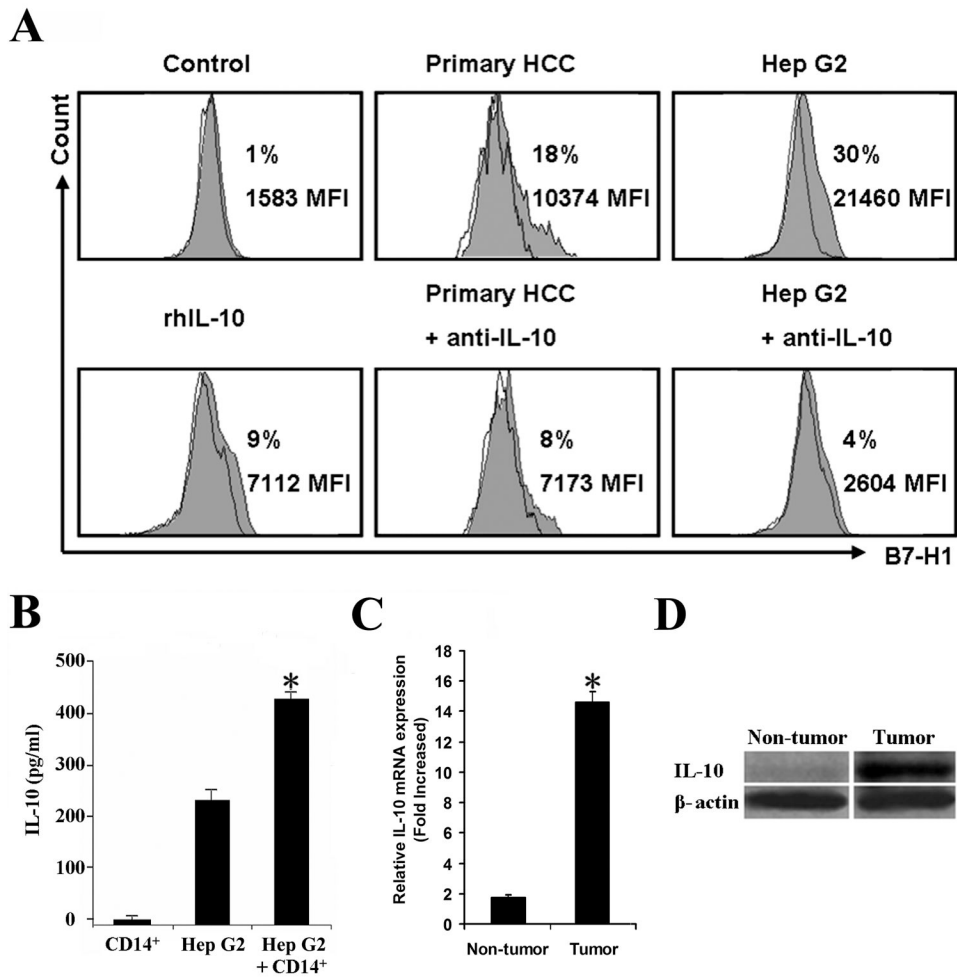 A
Control
Primary HCC
Hep G2
Count
1%
1583 MFI
18%
10374 MFI
30%
21460 MFI
rhIL-10
Primary HCC
+ anti-IL-10
Hep G2
+ anti-IL-10
9%
7112 MFI
8%
7173 MFI
4%
2604 MFI
B7-H1
B
IL-10 (pg/ml)
500
400
300
200
100
0
*
CD14⁺
Hep G2
Hep G2
+ CD14⁺
C
Relative IL-10 mRNA expression
(Fold Increased)
18
16
14
12
10
8
6
4
2
0
*
Non-tumor
Tumor
D
Non-tumor
Tumor
IL-10
β-actin